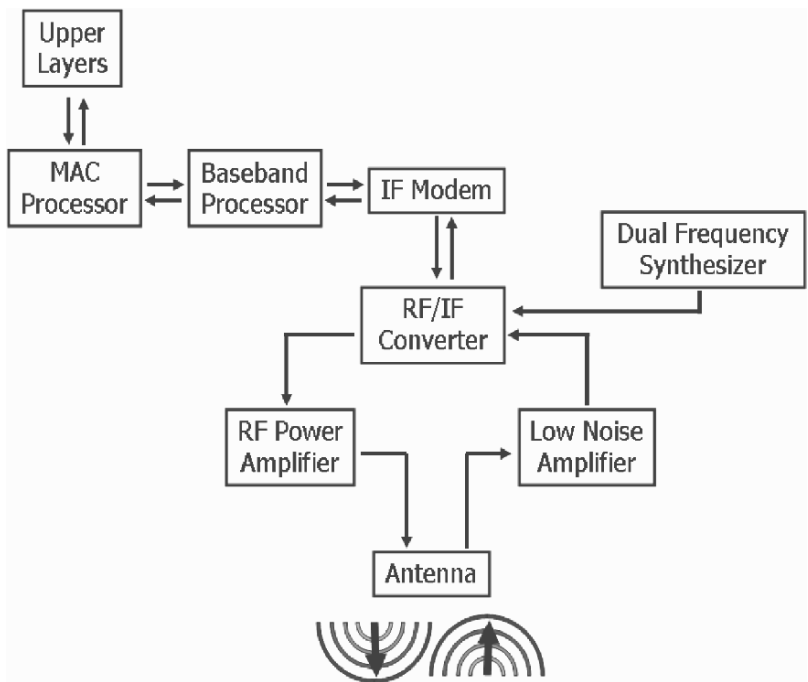 Upper
Layers
MAC
Processor
Baseband
Processor
IF Modem
Dual Frequency
Synthesizer
RF/IF
Converter
RF Power
Amplifier
Low Noise
Amplifier
Antenna